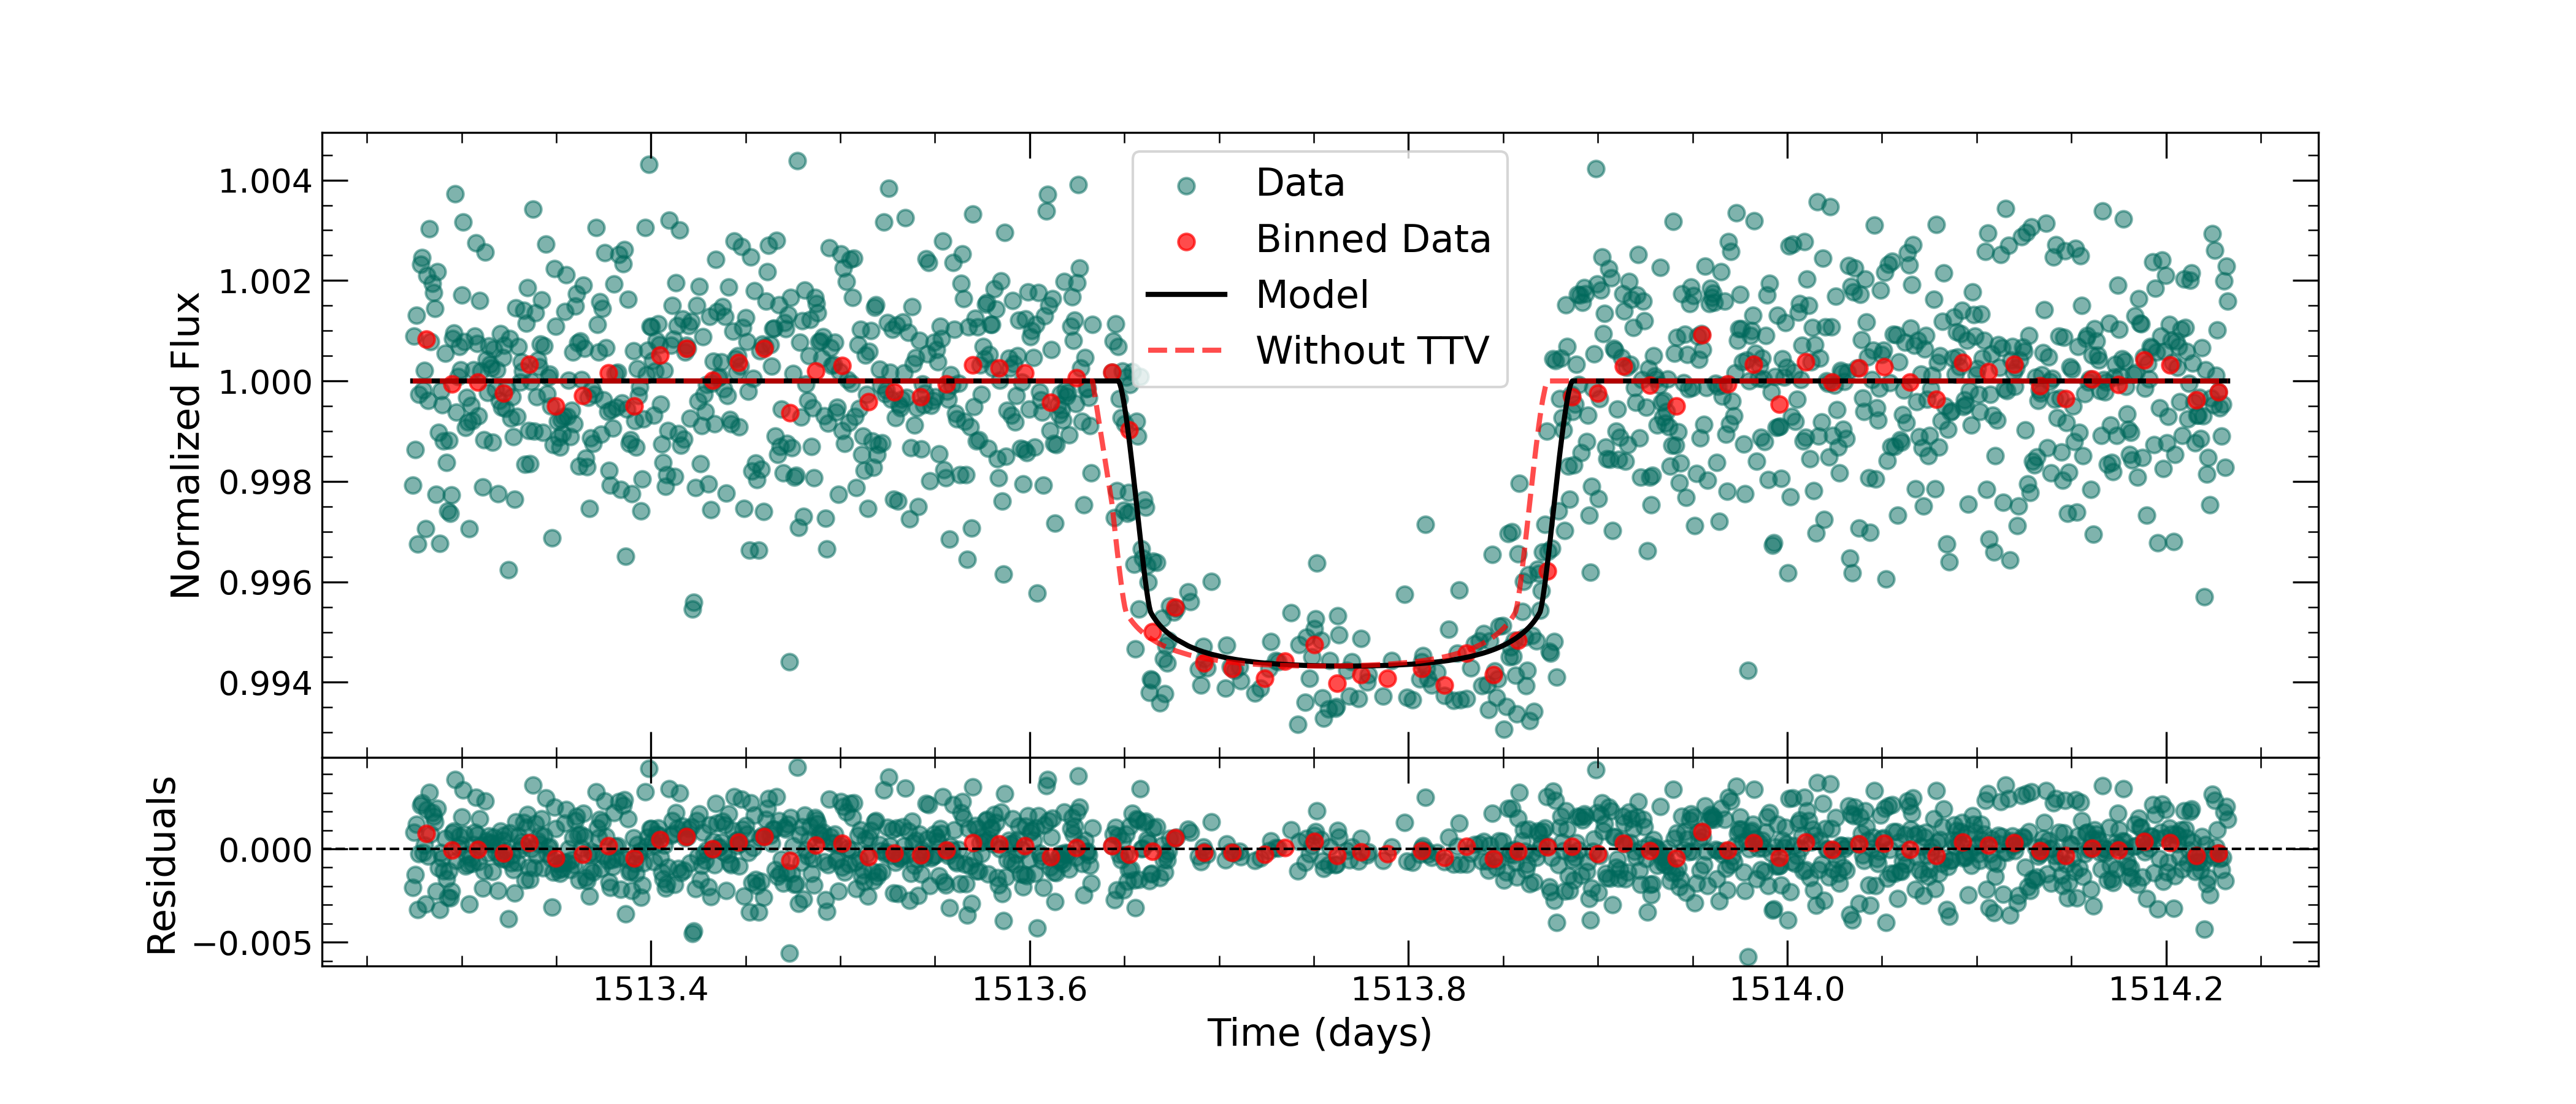 Normalized Flux
1.004
1.002
1.000
0.998
0.996
0.994
Data
Binned Data
Model
Without TTV
Residuals
0.000
−0.005
1513.4
1513.6
1513.8
1514.0
1514.2
Time (days)